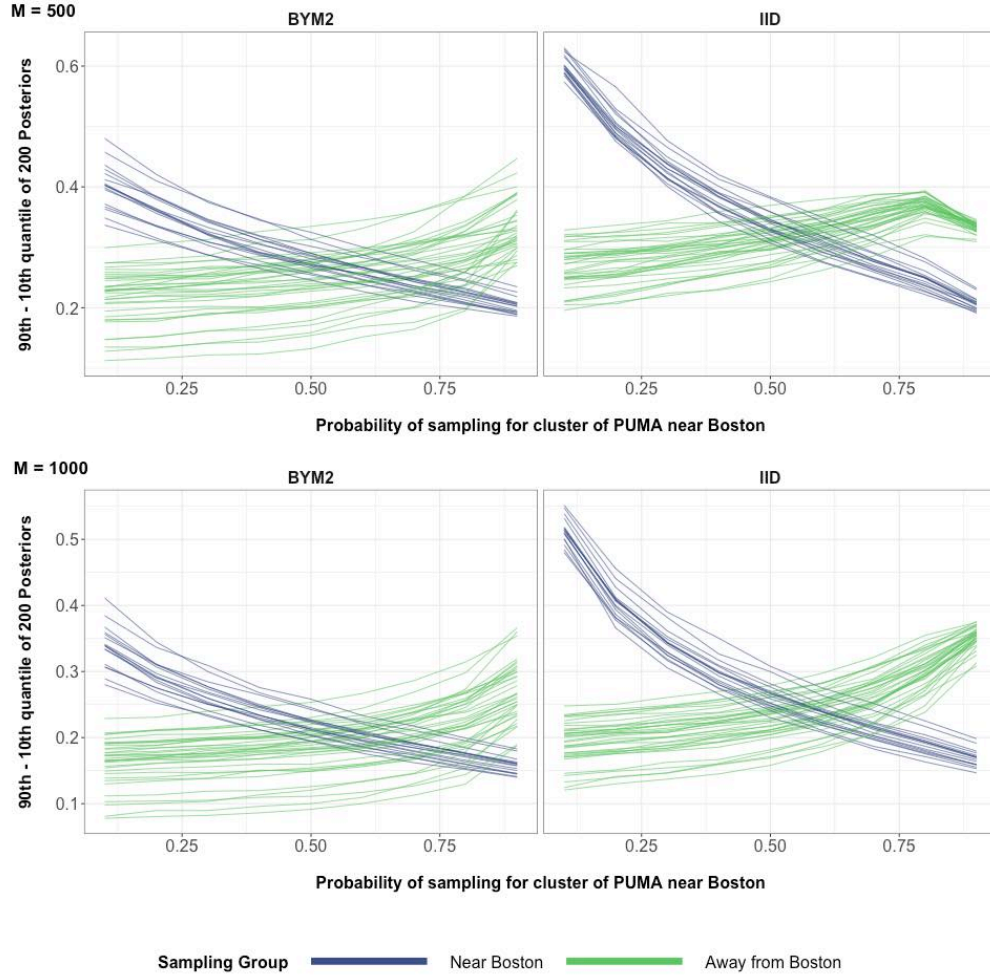 M = 500
BYM2
IID
90th - 10th quantile of 200 Posteriors
0.6
0.4
0.2
0.25
0.50
0.75
0.25
0.50
0.75
Probability of sampling for cluster of PUMA near Boston
M = 1000
BYM2
IID
90th - 10th quantile of 200 Posteriors
0.5
0.4
0.3
0.2
0.1
0.25
0.50
0.75
0.25
0.50
0.75
Probability of sampling for cluster of PUMA near Boston
Sampling Group
Near Boston
Away from Boston